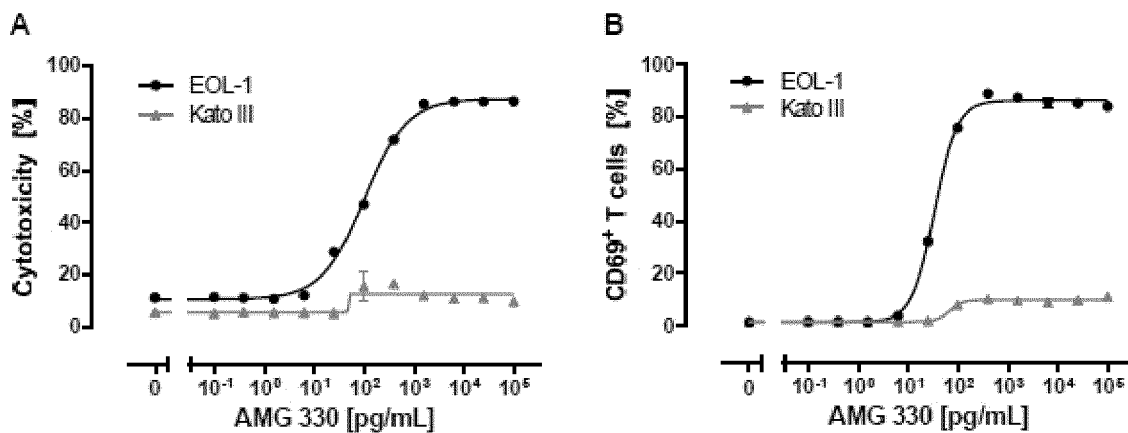 A
B
Cytotoxicity [%]
100
80
60
40
20
0
EOL-1
Kato III
0 10⁻¹ 10⁰ 10¹ 10² 10³ 10⁴ 10⁵
AMG 330 [pg/mL]
CD69⁺ T cells [%]
100
80
60
40
20
0
EOL-1
Kato III
0 10⁻¹ 10⁰ 10¹ 10² 10³ 10⁴ 10⁵
AMG 330 [pg/mL]